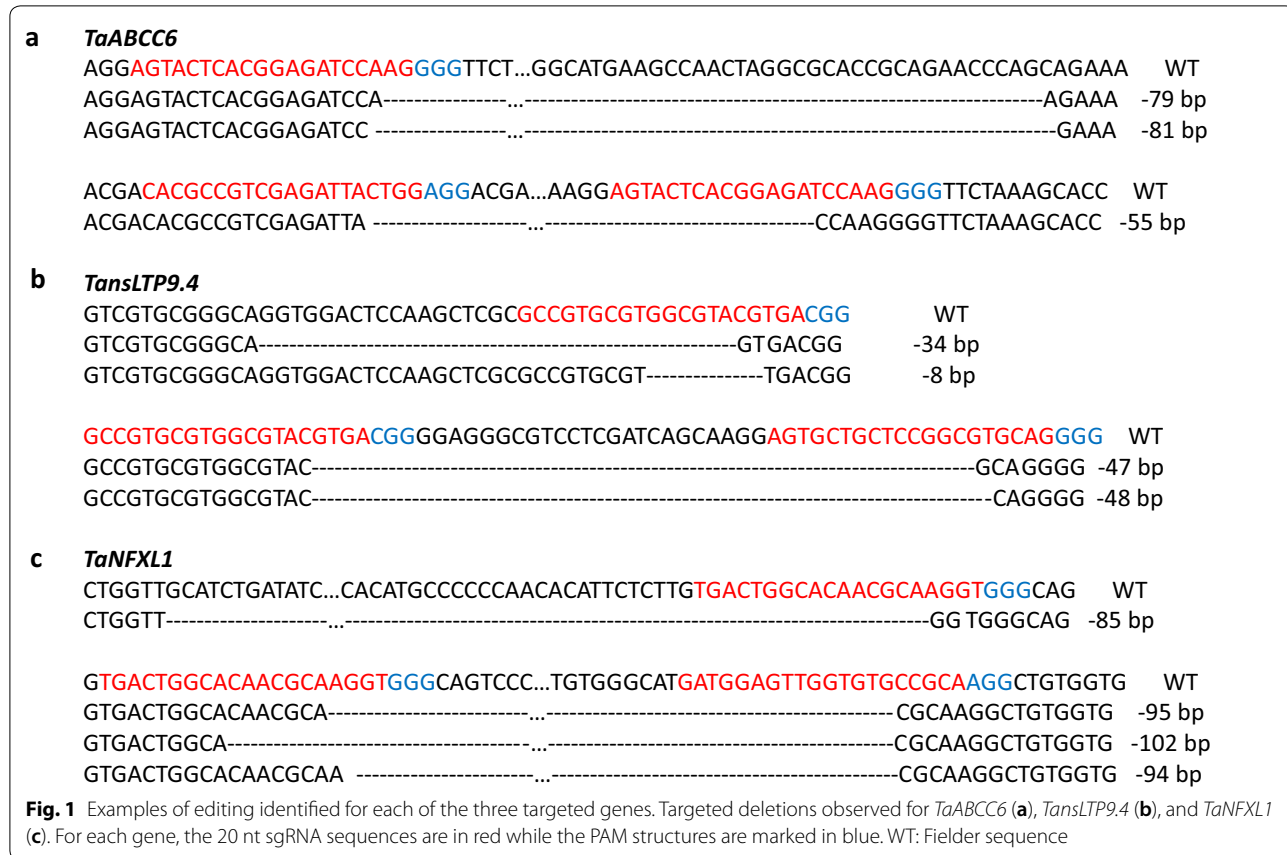 a TaABCC6
AGGAGTACTCACGGAGATCCAAGGGGTTCT...GGCATGAAGCCAACTAGGCGCACCGCAGAACCCAGCAGAAA WT
AGGAGTACTCACGGAGATCCA----------------...------------------------------------------------------AGAAA -79 bp
AGGAGTACTCACGGAGATCC -----------------...-------------------------------------------------------GAAA -81 bp
ACGACACGCCGTCGAGATTACTGGAGGACGA...AAGGAGTACTCACGGAGATCCAAGGGGTTCTAAAGCACC WT
ACGACACGCCGTCGAGATTA --------------------...-----------------------------CCAAGGGGTTCTAAAGCACC -55 bp
b TansLTP9.4
GTCGTGCGGGCAGGTGGACTCCAAGCTCGCGCCGTGCGTGGCGTACGTGACGG WT
GTCGTGCGGGCA--------------------------------------------------------------GTGACGG -34 bp
GTCGTGCGGGCAGGTGGACTCCAAGCTCGCGCCGTGCGT---------------TGACGG -8 bp
GCCGTGCGTGGCGTACGTGACGGGGAGGGCGTCCTCGATCAGCAAGGAGTGCTGCTCCGGCGTGCAGGGG WT
GCCGTGCGTGGCGTAC--------------------------------------------------------------------------------------GCAGGGG -47 bp
GCCGTGCGTGGCGTAC----------------------------------------------------------------------------------------CAGGGG -48 bp
c TaNFXL1
CTGGTTGCATCTGATATC...CACATGCCCCCCAACACATTCTCTTGTGACTGGCACAACGCAAGGTGGGCAG WT
CTGGTT---------------------...----------------------------------------------------------------------------GG TGGGCAG -85 bp
GTGACTGGCACAACGCAAGGTGGGCAGTCCC...TGTGGGCATGATGGAGTTGGTGTGCCGCAAGGCTGTGGTG WT
GTGACTGGCACAACGCA--------------------------...---------------------------------------------CGCAAGGCTGTGGTG -95 bp
GTGACTGGCA---------------------------------------...---------------------------------------------CGCAAGGCTGTGGTG -102 bp
GTGACTGGCACAACGCAA -----------------------...----------------------------------------------CGCAAGGCTGTGGTG -94 bp
Fig. 1 Examples of editing identified for each of the three targeted genes. Targeted deletions observed for TaABCC6 (a), TansLTP9.4 (b), and TaNFXL1
(c). For each gene, the 20 nt sgRNA sequences are in red while the PAM structures are marked in blue. WT: Fielder sequence